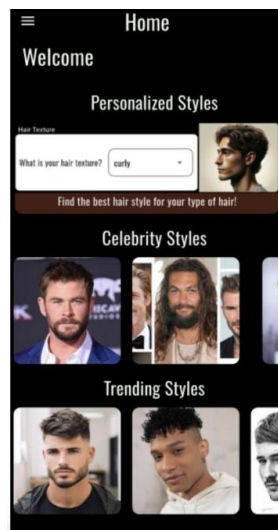 Home
Welcome
Personalized Styles
Hair Texture
What is your hair texture? curly
Find the best hair style for your type of hair!
Celebrity Styles
Trending Styles